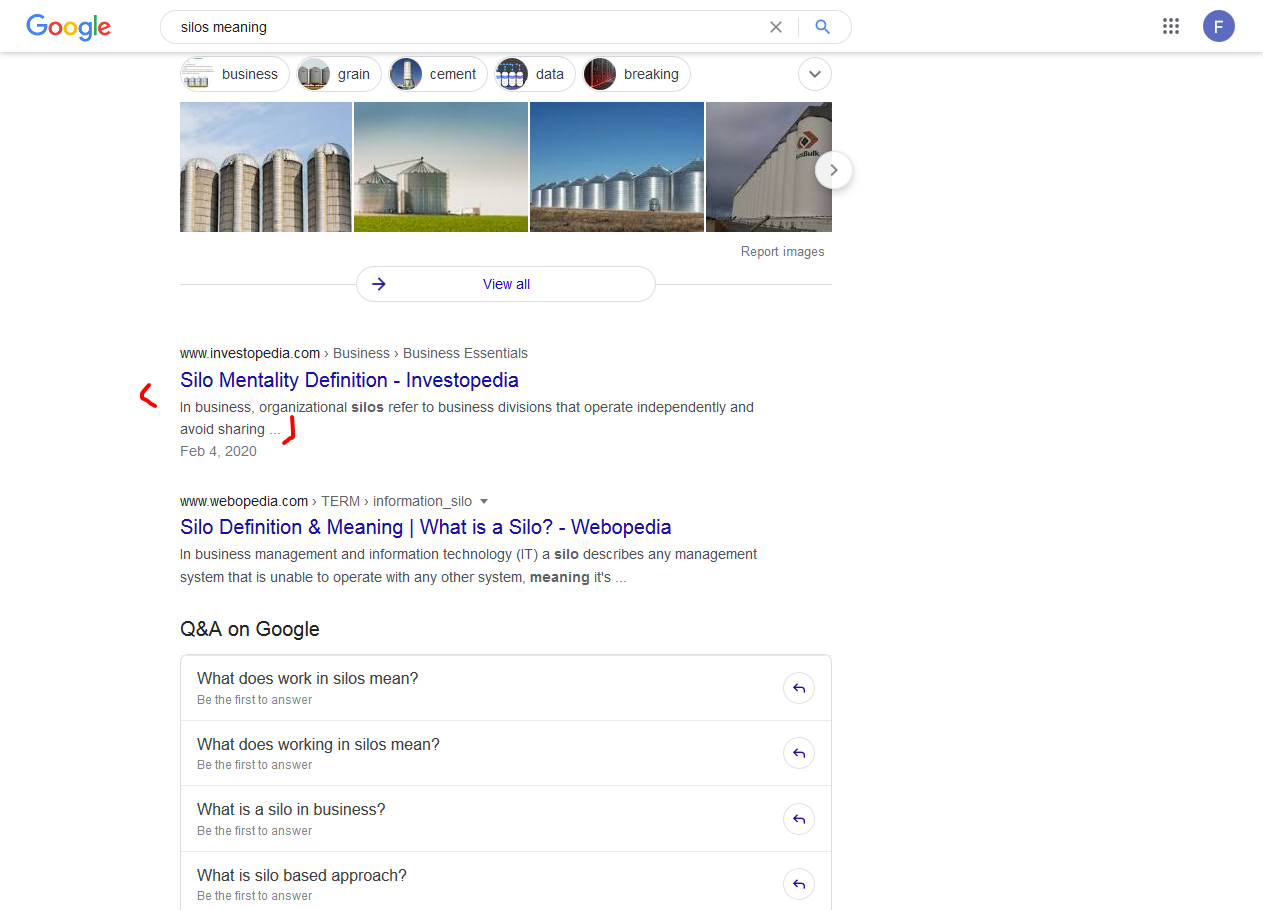 Google
silos meaning
F
business grain cement data breaking
Report images
View all
www.investopedia.com › Business › Business Essentials
Silo Mentality Definition - Investopedia
In business, organizational silos refer to business divisions that operate independently and
avoid sharing ...
Feb 4, 2020
www.webopedia.com › TERM › information_silo
Silo Definition & Meaning | What is a Silo? - Webopedia
In business management and information technology (IT) a silo describes any management
system that is unable to operate with any other system, meaning it's ...
Q&A on Google
What does work in silos mean?
Be the first to answer
What does working in silos mean?
Be the first to answer
What is a silo in business?
Be the first to answer
What is silo based approach?
Be the first to answer